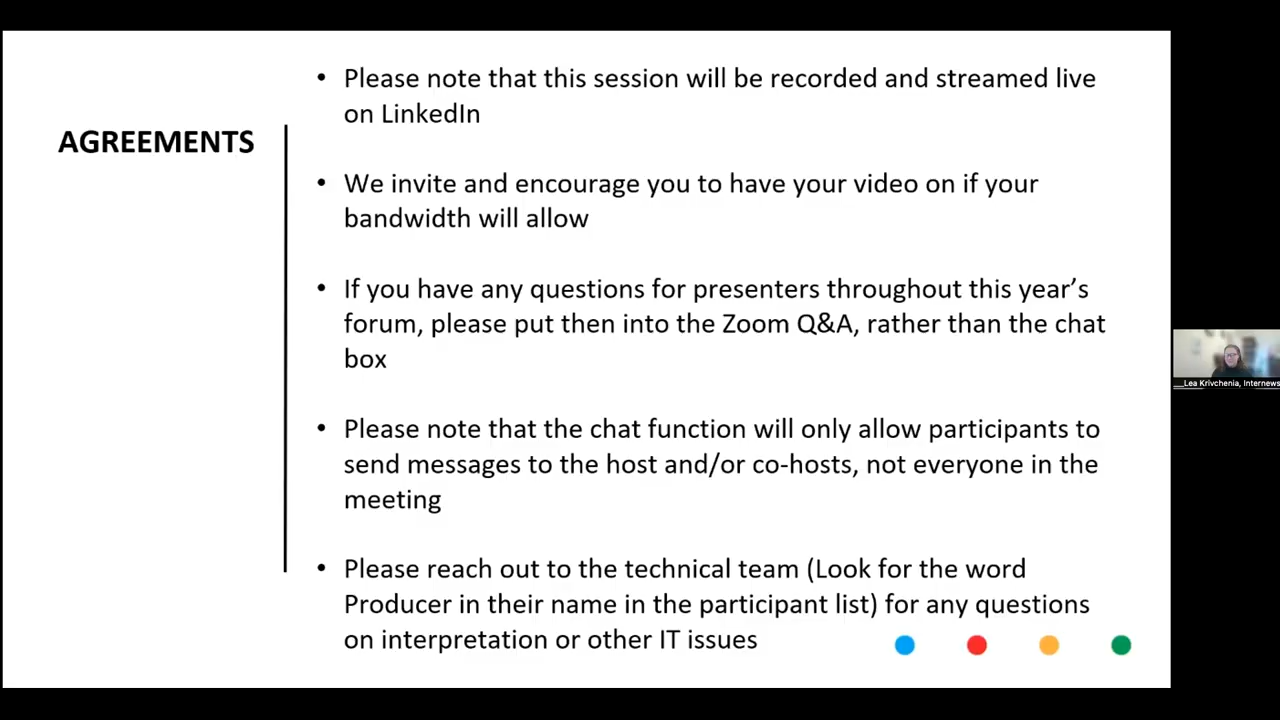 AGREEMENTS
• Please note that this session will be recorded and streamed live
on LinkedIn
• We invite and encourage you to have your video on if your
bandwidth will allow
• If you have any questions for presenters throughout this year's
forum, please put then into the Zoom Q&A, rather than the chat
box
• Please note that the chat function will only allow participants to
send messages to the host and/or co-hosts, not everyone in the
meeting
• Please reach out to the technical team (Look for the word
Producer in their name in the participant list) for any questions
on interpretation or other IT issues
__Lea Krivchenia, Internews